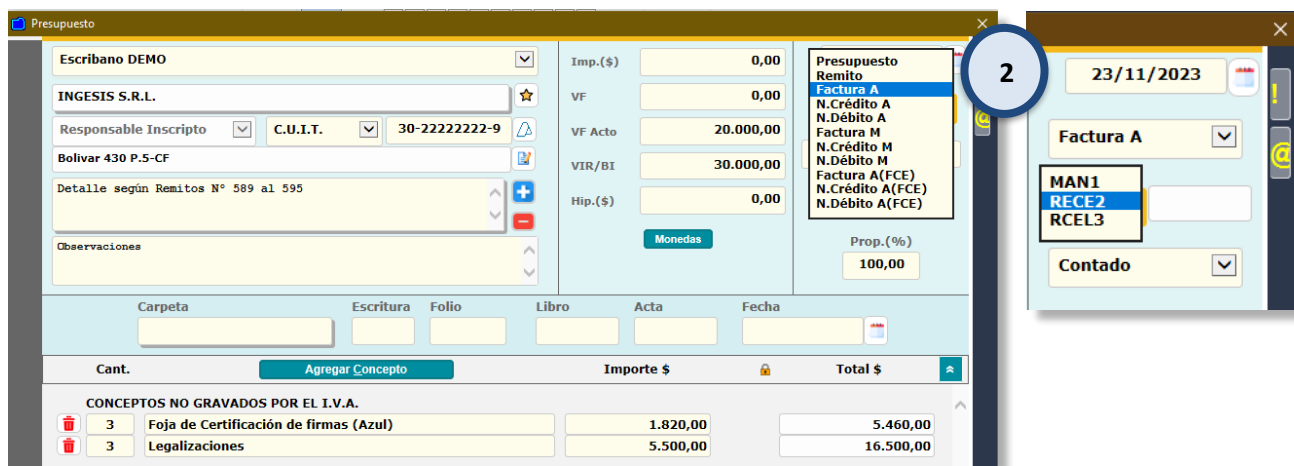 Presupuesto
Escribano DEMO
INGESIS S.R.L.
Responsable Inscripto C.U.I.T. 30-22222222-9
Bolivar 430 P.5-CF
Detalle según Remitos Nº 589 al 595
Observaciones
Imp.($) 0,00
VF 0,00
VF Acto 20.000,00
VIR/BI 30.000,00
Hip.($) 0,00
Monedas
Presupuesto
Remito
Factura A
N.Crédito A
N.Débito A
Factura M
N.Crédito M
N.Débito M
Factura A(FCE)
N.Crédito A(FCE)
N.Débito A(FCE)
Prop.(%)
100,00
@
2
23/11/2023
!
Factura A
@
MAN1
RECE2
RCEL3
Contado
Carpeta Escritura Folio Libro Acta Fecha
Cant. Agregar Concepto Importe $ Total $
CONCEPTOS NO GRAVADOS POR EL I.V.A.
3 Foja de Certificación de firmas (Azul) 1.820,00 5.460,00
3 Legalizaciones 5.500,00 16.500,00